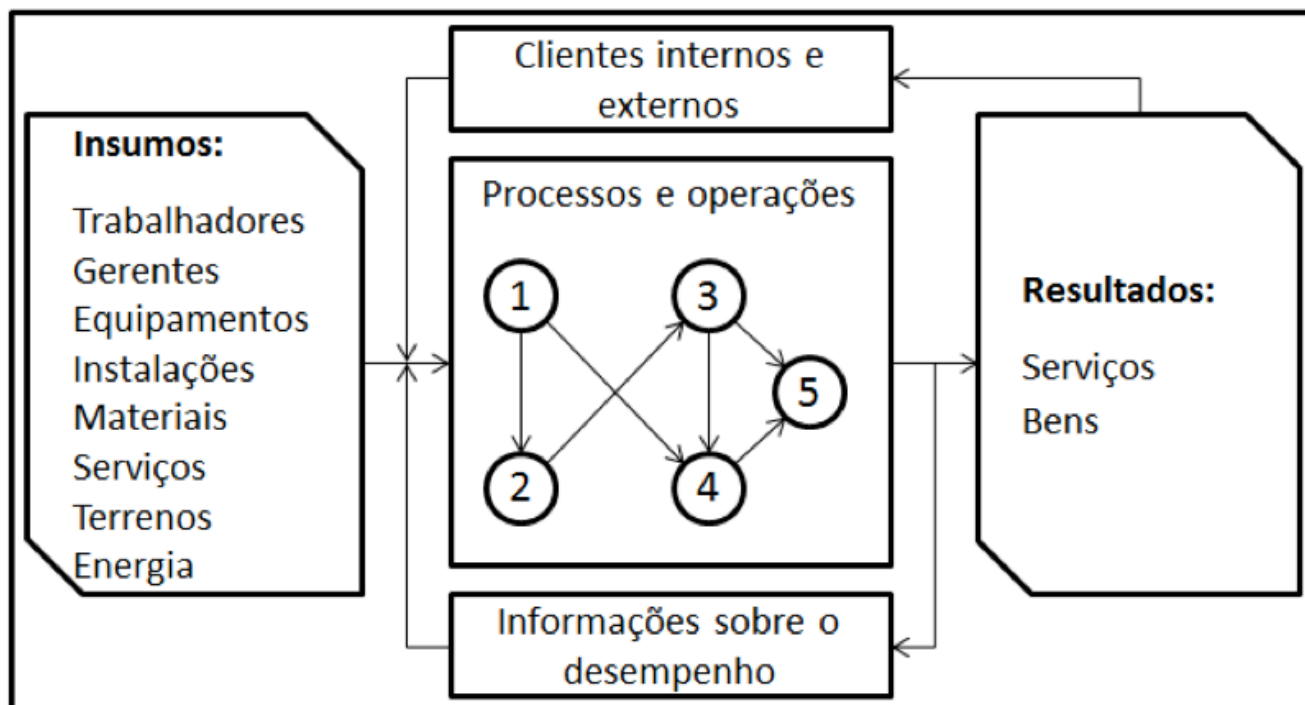 Clientes internos e
externos
Insumos:
Trabalhadores
Gerentes
Equipamentos
Instalações
Materiais
Serviços
Terrenos
Energia
Processos e operações
1
3
5
2
4
Resultados:
Serviços
Bens
Informações sobre o
desempenho